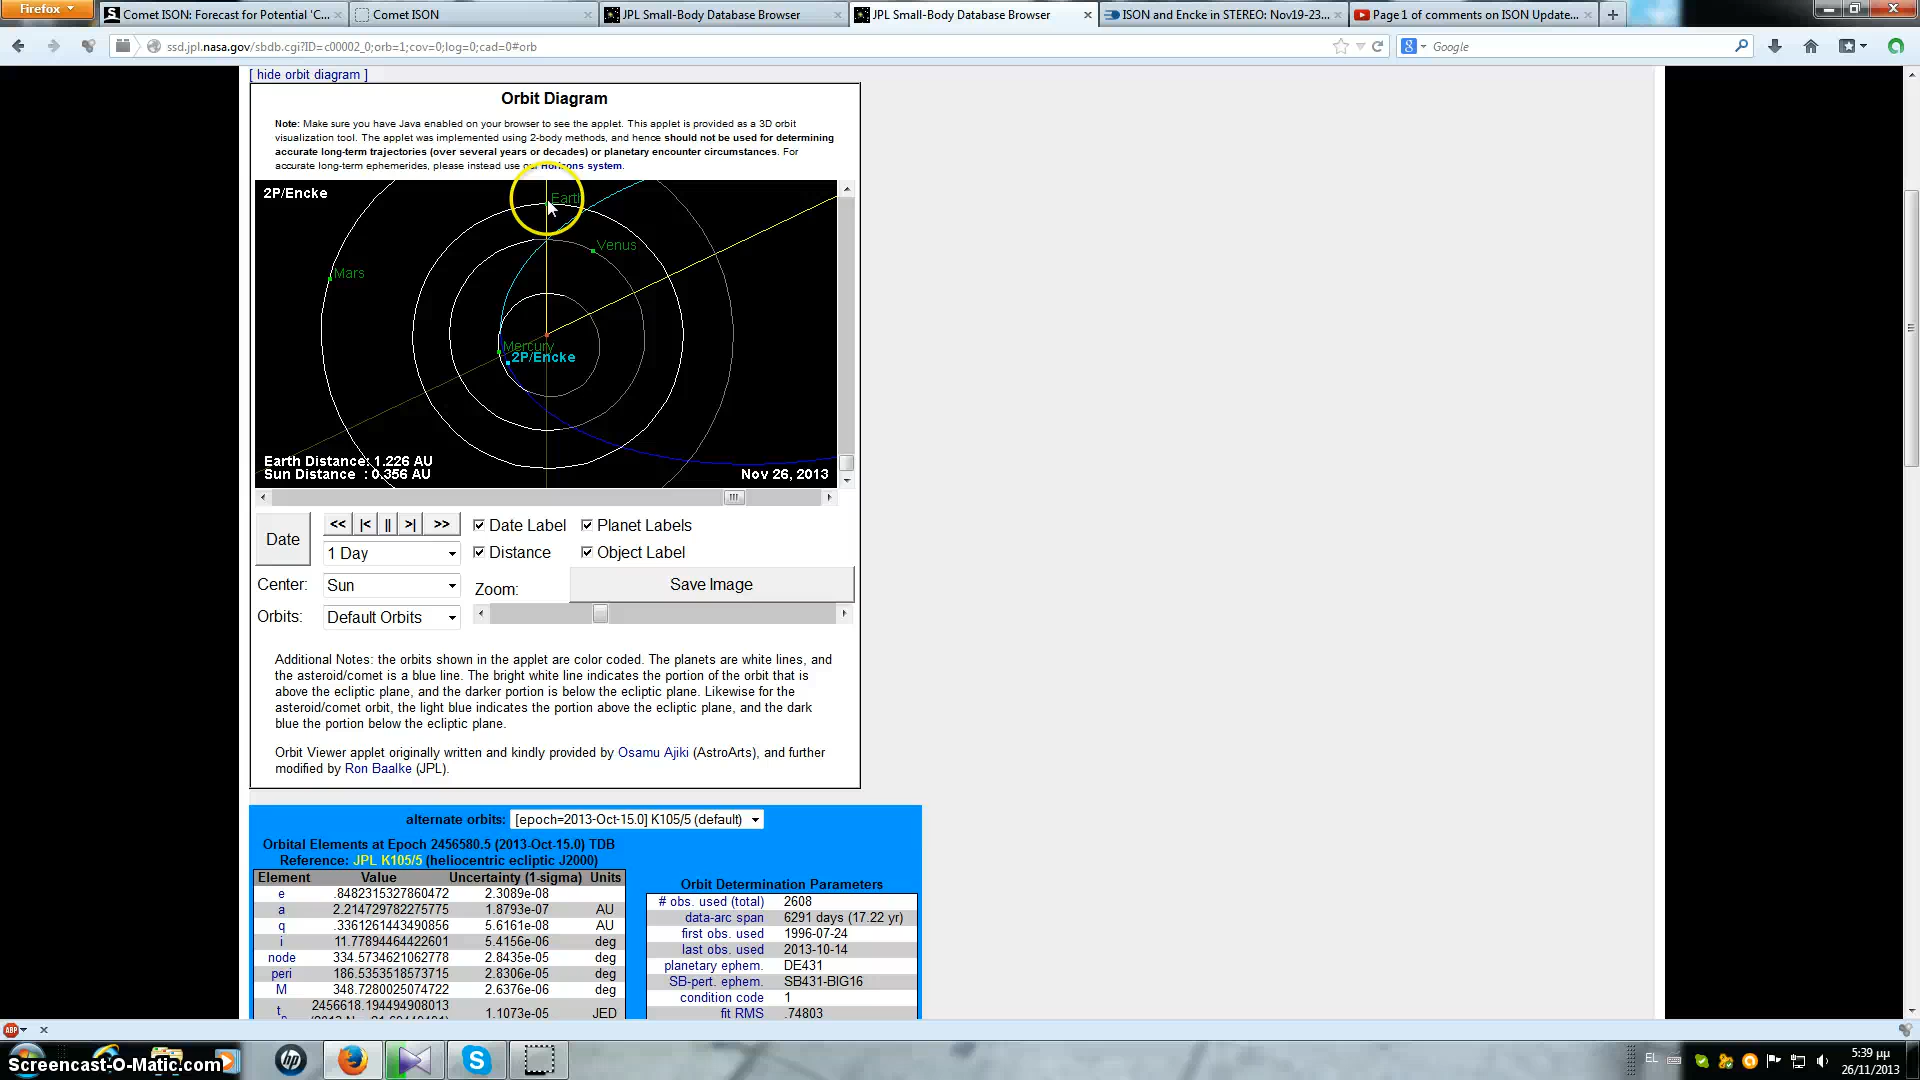 Firefox
Comet ISON: Forecast for Potential 'C...
Comet ISON
JPL Small-Body Database Browser
JPL Small-Body Database Browser
ISON and Encke in STEREO: Nov19-23...
Page 1 of comments on ISON Update...
ssd.jpl.nasa.gov/sbdb.cgi?ID=c00002_0;orb=1;cov=0;log=0;cad=0#orb
Google
[ hide orbit diagram ]
Orbit Diagram
Note: Make sure you have Java enabled on your browser to see the applet. This applet is provided as a 3D orbit
visualization tool. The applet was implemented using 2-body methods, and hence should not be used for determining
accurate long-term trajectories (over several years or decades) or planetary encounter circumstances. For
accurate long-term ephemerides, please instead use our Horizons system.
2P/Encke
Earth
Venus
Mars
Mercury
2P/Encke
Earth Distance: 1.226 AU
Sun Distance : 0.356 AU
Nov 26, 2013
Date
<< |< || >| >>
Date Label
Planet Labels
1 Day
Distance
Object Label
Center:
Sun
Zoom:
Save Image
Orbits:
Default Orbits
Additional Notes: the orbits shown in the applet are color coded. The planets are white lines, and
the asteroid/comet is a blue line. The bright white line indicates the portion of the orbit that is
above the ecliptic plane, and the darker portion is below the ecliptic plane. Likewise for the
asteroid/comet orbit, the light blue indicates the portion above the ecliptic plane, and the dark
blue the portion below the ecliptic plane.
Orbit Viewer applet originally written and kindly provided by Osamu Ajiki (AstroArts), and further
modified by Ron Baalke (JPL).
alternate orbits: [epoch=2013-Oct-15.0] K105/5 (default)
Orbital Elements at Epoch 2456580.5 (2013-Oct-15.0) TDB
Reference: JPL K105/5 (heliocentric ecliptic J2000)
Element Value Uncertainty (1-sigma) Units
e .8482315327860472 2.3089e-08
a 2.214729782275775 1.8793e-07 AU
q .3361261443490856 5.6161e-08 AU
i 11.77894464422601 5.4156e-06 deg
node 334.5734621062778 2.8435e-05 deg
peri 186.5353518573715 2.8306e-05 deg
M 348.7280025074722 2.6376e-06 deg
t 2456618.194494908013 1.1073e-05 JED
Orbit Determination Parameters
# obs. used (total) 2608
data-arc span 6291 days (17.22 yr)
first obs. used 1996-07-24
last obs. used 2013-10-14
planetary ephem. DE431
SB-pert. ephem. SB431-BIG16
condition code 1
fit RMS .74803
ABP
Screencast-O-Matic.com
hp
EL
5:39 μμ
26/11/2013